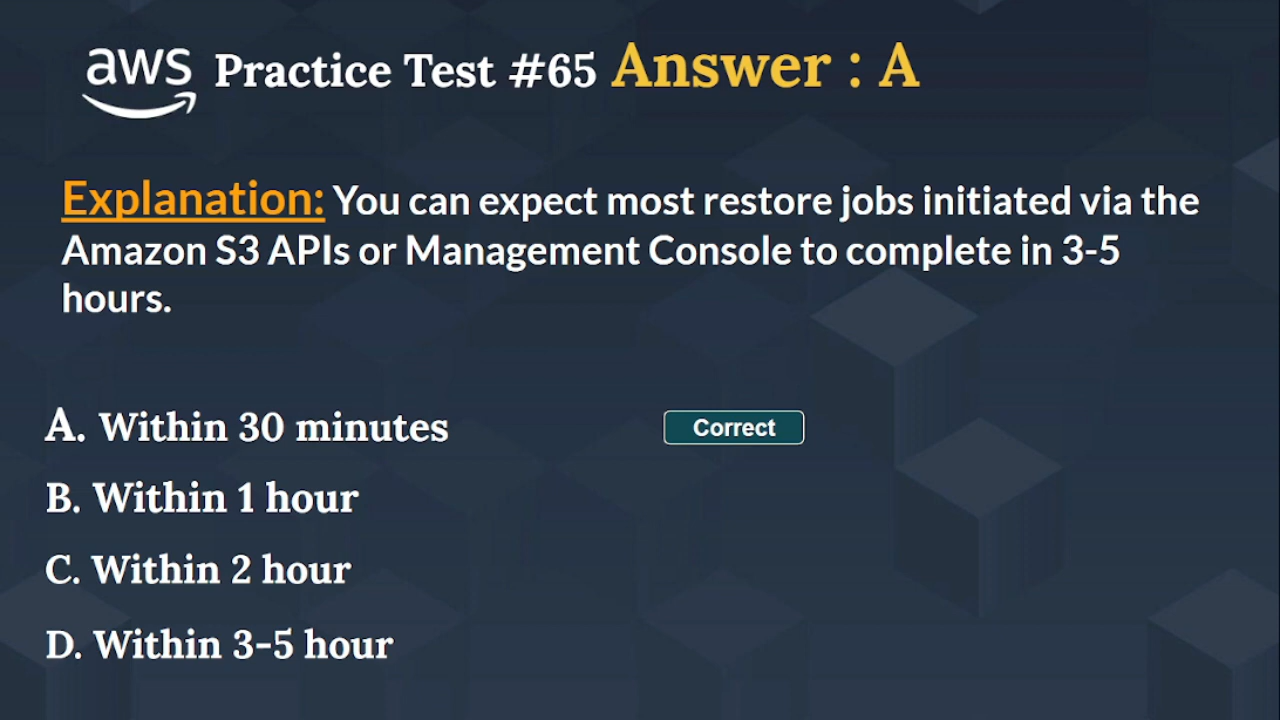 aws Practice Test #65 Answer : A
Explanation: You can expect most restore jobs initiated via the
Amazon S3 APIs or Management Console to complete in 3-5
hours.
A. Within 30 minutes Correct
B. Within 1 hour
C. Within 2 hour
D. Within 3-5 hour